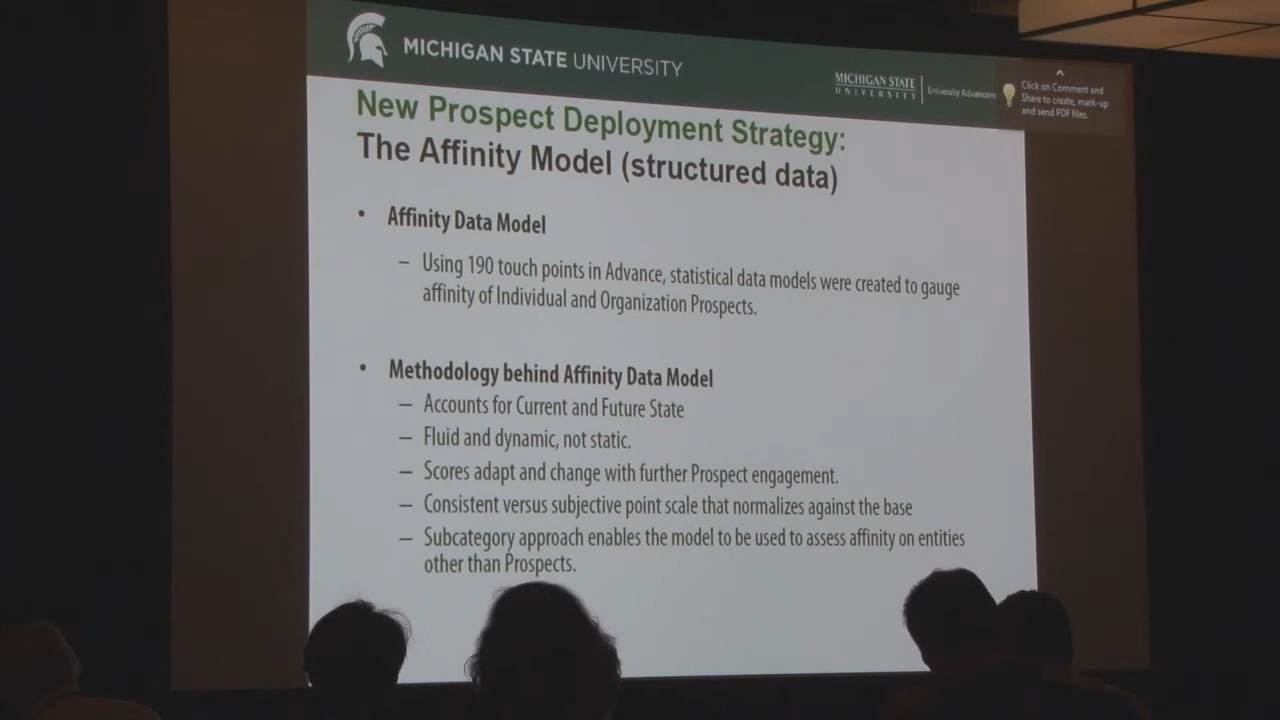 MICHIGAN STATE UNIVERSITY
MICHIGAN STATE
UNIVERSITY
University Advancem
Click on Comment and
Share to create, mark-up
and send PDF files.
New Prospect Deployment Strategy:
The Affinity Model (structured data)
• Affinity Data Model
– Using 190 touch points in Advance, statistical data models were created to gauge
affinity of Individual and Organization Prospects.
• Methodology behind Affinity Data Model
– Accounts for Current and Future State
– Fluid and dynamic, not static.
– Scores adapt and change with further Prospect engagement.
– Consistent versus subjective point scale that normalizes against the base
– Subcategory approach enables the model to be used to assess affinity on entities
other than Prospects.